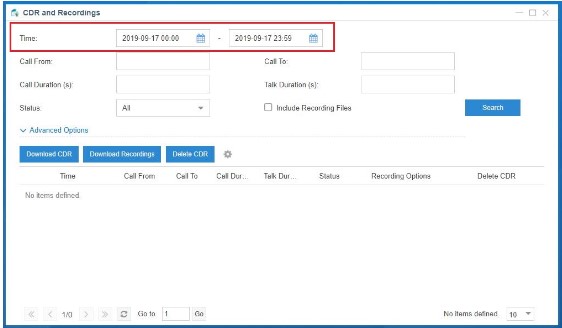 CDR and Recordings
Time: 2019-09-17 00:00 - 2019-09-17 23:59
Call From: Call To:
Call Duration (s): Talk Duration (s):
Status: All Include Recording Files Search
Advanced Options
Download CDR Download Recordings Delete CDR
Time Call From Call To Call Dur... Talk Dur... Status Recording Options Delete CDR
No items defined
1/0 Go to 1 Go No items defined. 10